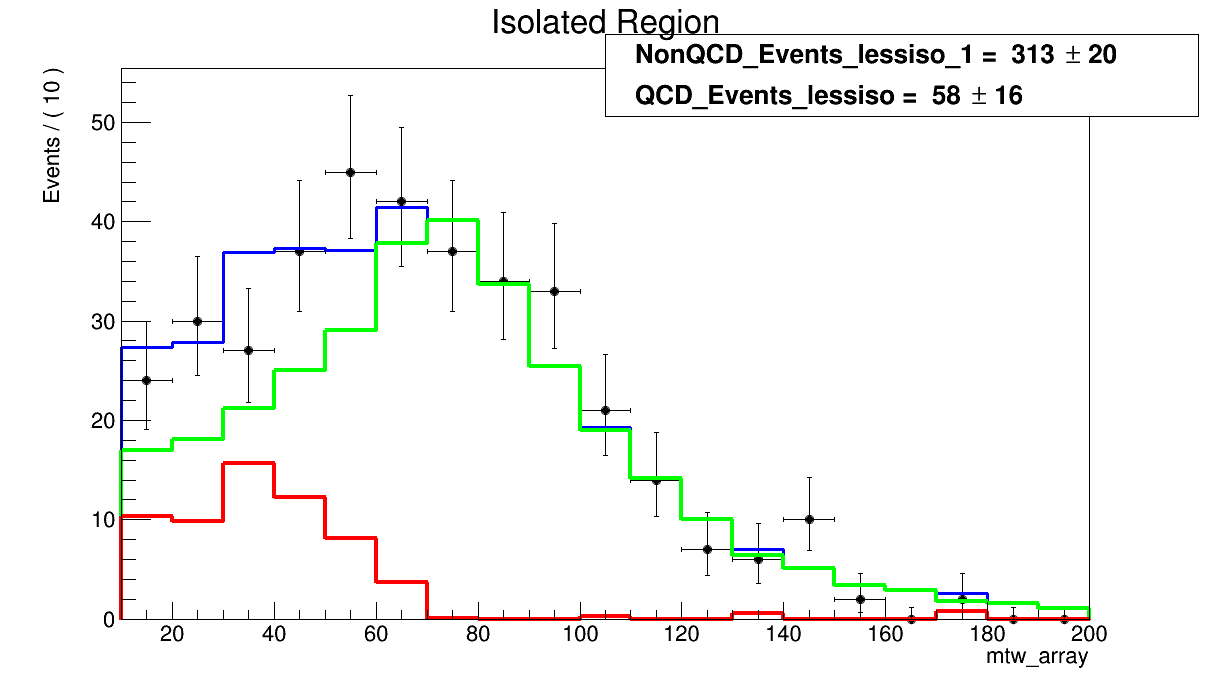 Isolated Region
NonQCD_Events_lessiso_1 = 313 ± 20
QCD_Events_lessiso = 58 ± 16
Events / ( 10 )
50
40
30
20
10
0
20 40 60 80 100 120 140 160 180 200
mtw_array